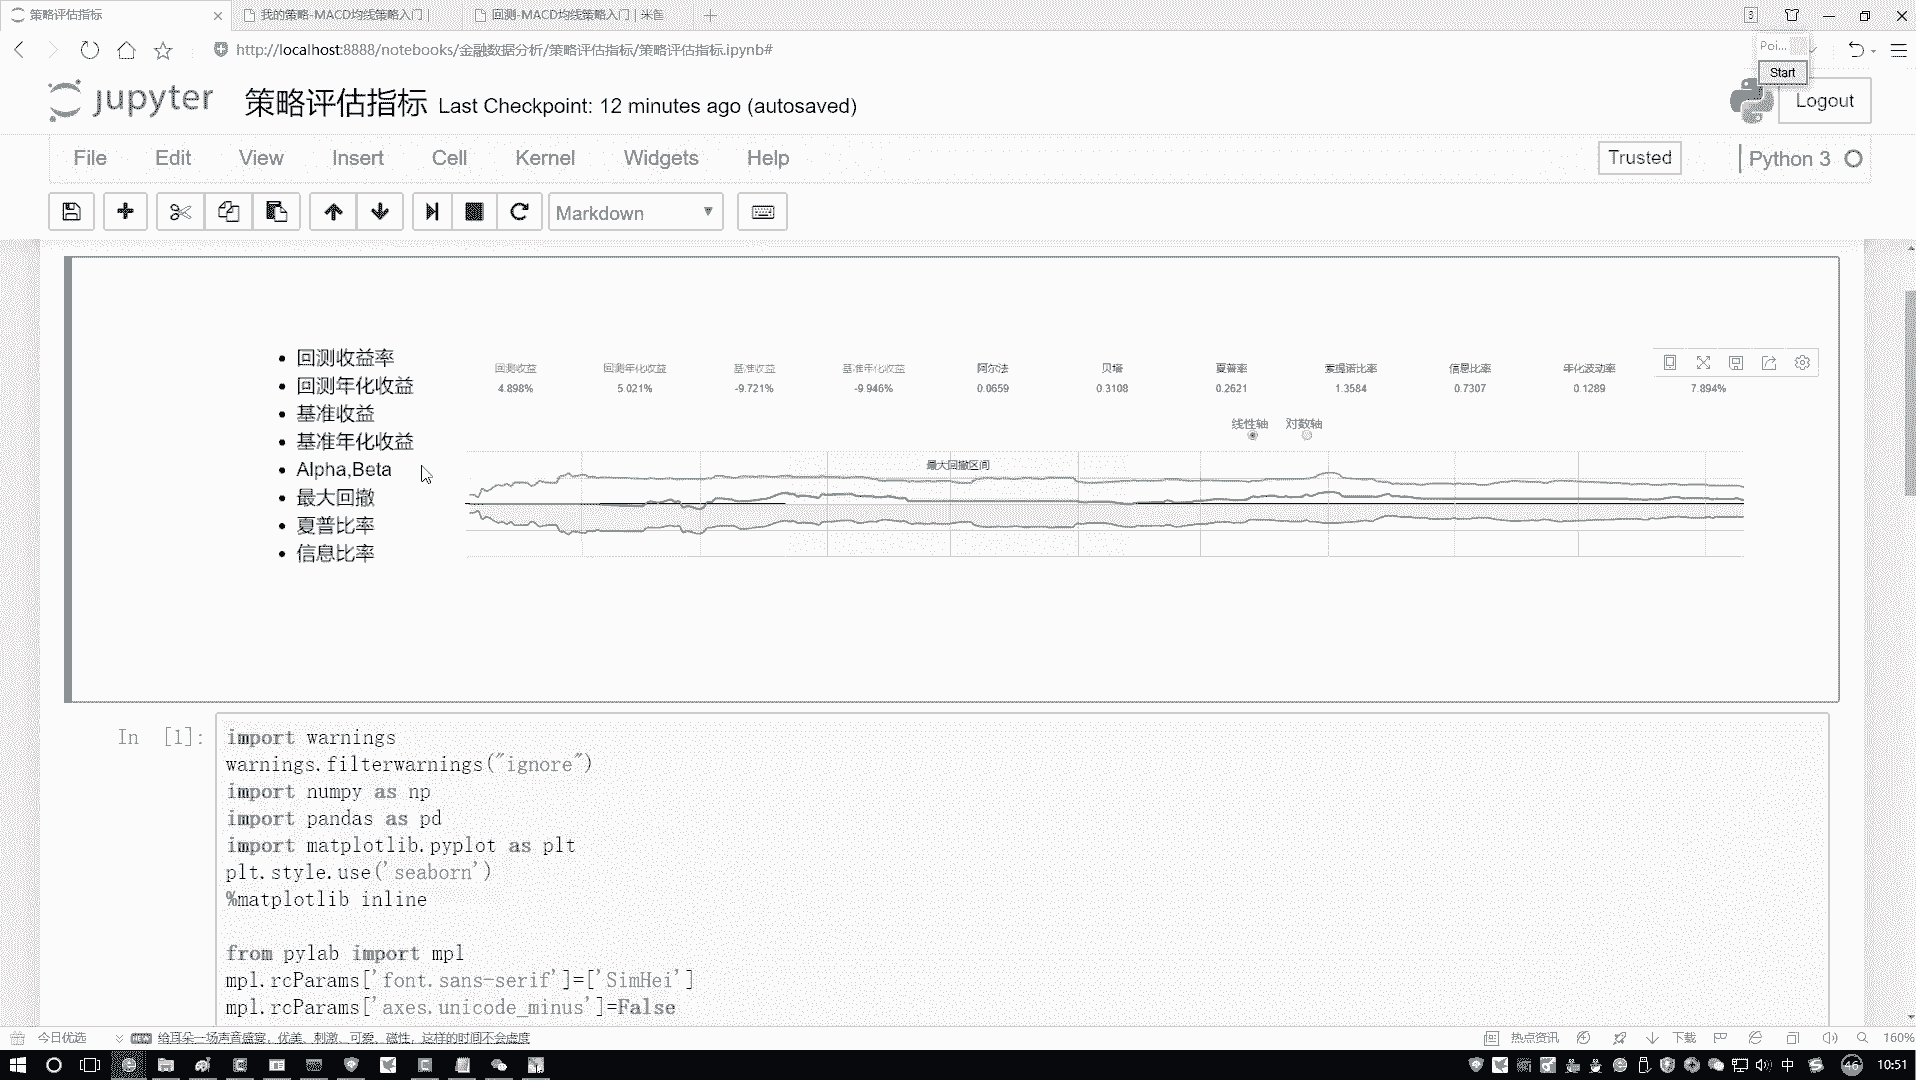 策略评估指标
我的策略-MACD均线策略入门 |
回测-MACD均线策略入门 | 米筐
3
http://localhost:8888/notebooks/金融数据分析/策略评估指标/策略评估指标.ipynb#
Poi...
Start
jupyter 策略评估指标 Last Checkpoint: 12 minutes ago (autosaved)
Logout
File Edit View Insert Cell Kernel Widgets Help
Trusted
Python 3
Markdown
回测收益率
回测年化收益
基准收益
基准年化收益
Alpha,Beta
最大回撤
夏普比率
信息比率
回测收益 回测年化收益 基准收益 基准年化收益 阿尔法 贝塔 夏普率 索提诺比率 信息比率 年化波动率
4.898% 5.021% -9.721% -9.946% 0.0659 0.3108 0.2621 1.3584 0.7307 0.1289 7.894%
线性轴 对数轴
最大回撤区间
In [1]:
import warnings
warnings.filterwarnings("ignore")
import numpy as np
import pandas as pd
import matplotlib.pyplot as plt
plt.style.use('seaborn')
%matplotlib inline
from pylab import mpl
mpl.rcParams['font.sans-serif']=['SimHei']
mpl.rcParams['axes.unicode_minus']=False
今日优选
NEW 给耳朵一场声音盛宴，优美、刺激、可爱、磁性，这样的时间不会虚度
热点资讯
下载
160%
中
46
10:51